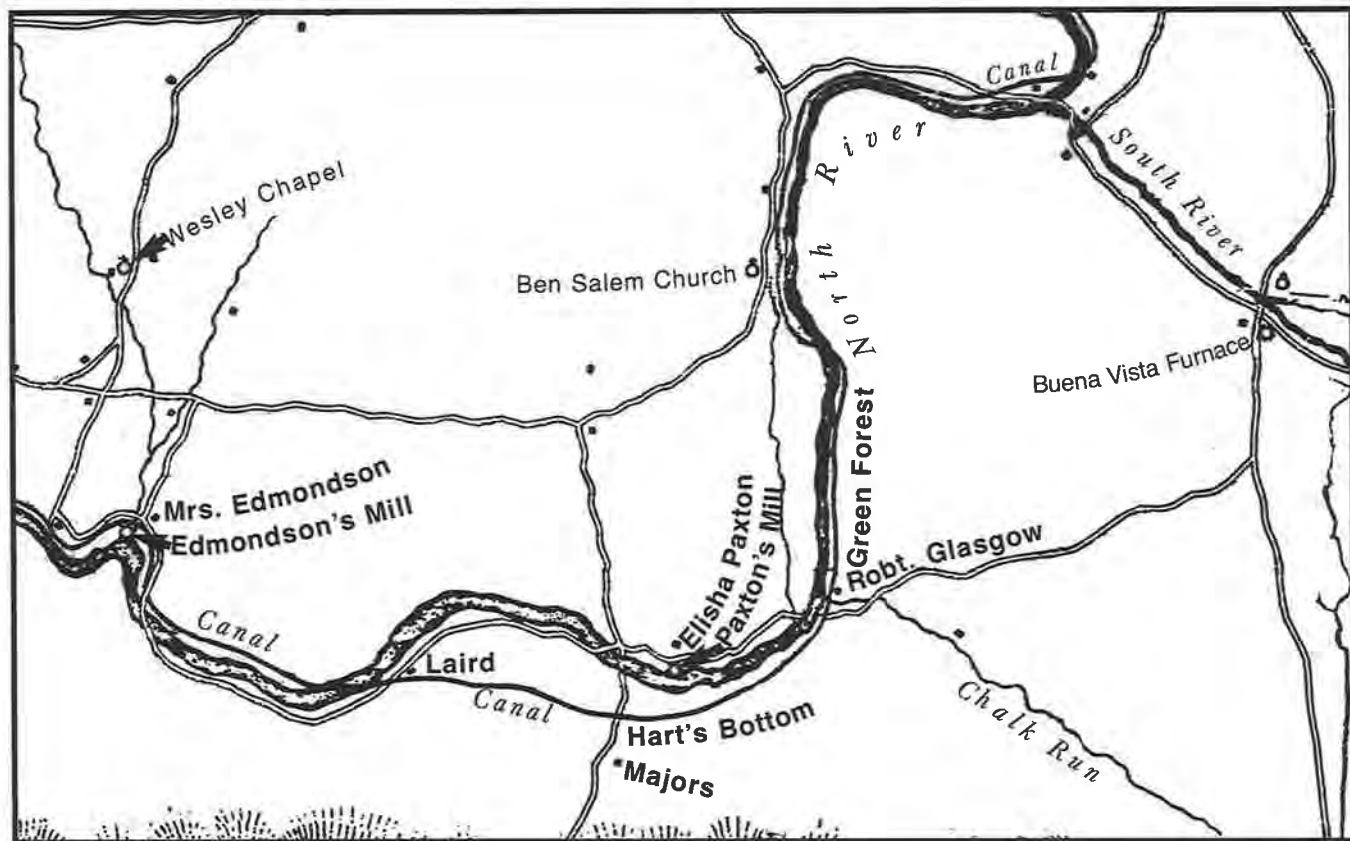 Canal
South River
North River
Wesley Chapel
Ben Salem Church
Buena Vista Furnace
Green Forest
Mrs. Edmondson
Edmondson's Mill
Elisha Paxton
Paxton's Mill
Robt. Glasgow
Canal
Laird
Canal
Hart's Bottom
Majors
Chalk Run